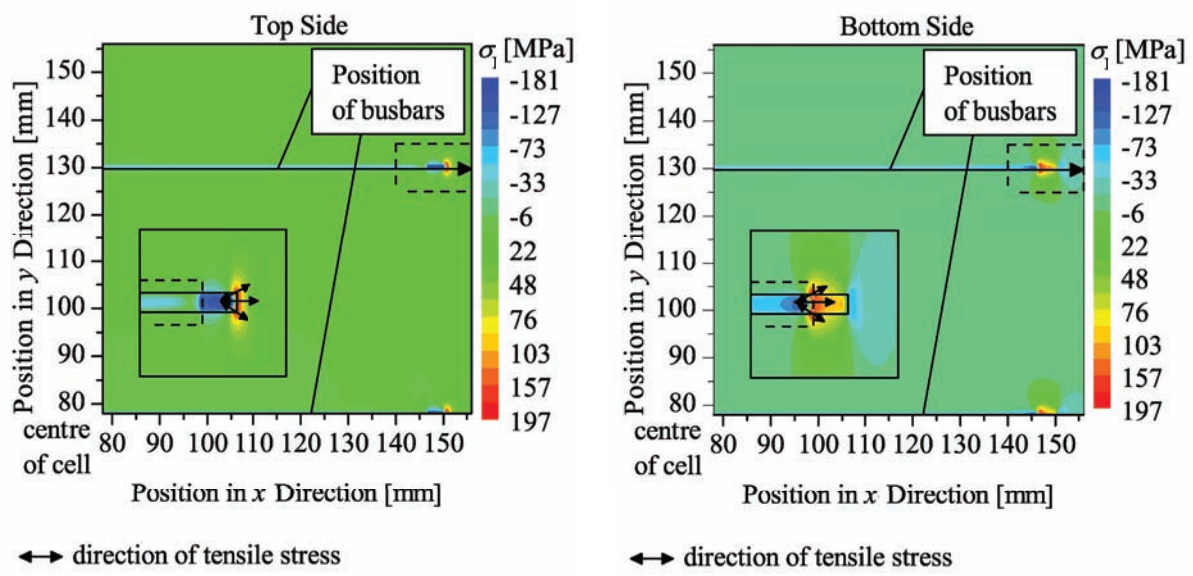 Top Side
σ₁ [MPa]
Position
of busbars
-181
-127
-73
-33
-6
22
48
76
103
157
197
Position in y Direction [mm]
150
140
130
120
110
100
90
80
centre
of cell
80 90 100 110 120 130 140 150
Position in x Direction [mm]
direction of tensile stress
Bottom Side
σ₁ [MPa]
Position
of busbars
-181
-127
-73
-33
-6
22
48
76
103
157
197
Position in y Direction [mm]
150
140
130
120
110
100
90
80
centre
of cell
80 90 100 110 120 130 140 150
Position in x Direction [mm]
direction of tensile stress